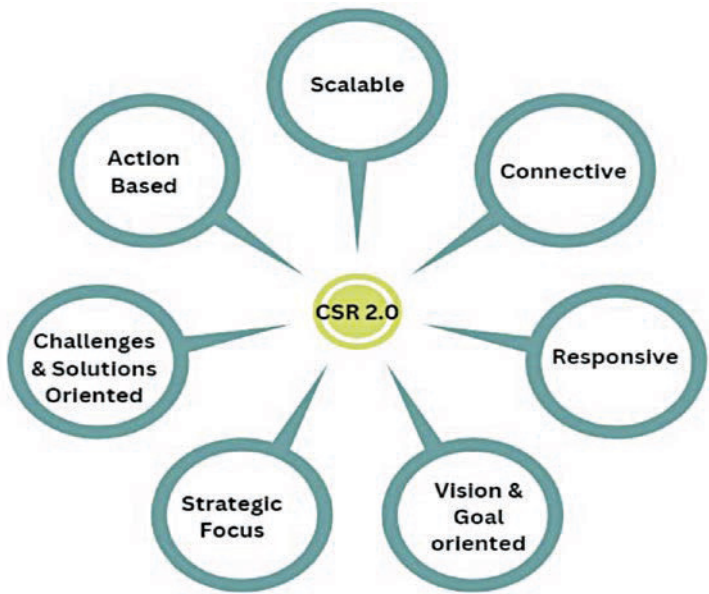 Scalable
Connective
Responsive
Vision &
Goal
oriented
Strategic
Focus
Challenges
& Solutions
Oriented
Action
Based
CSR 2.0